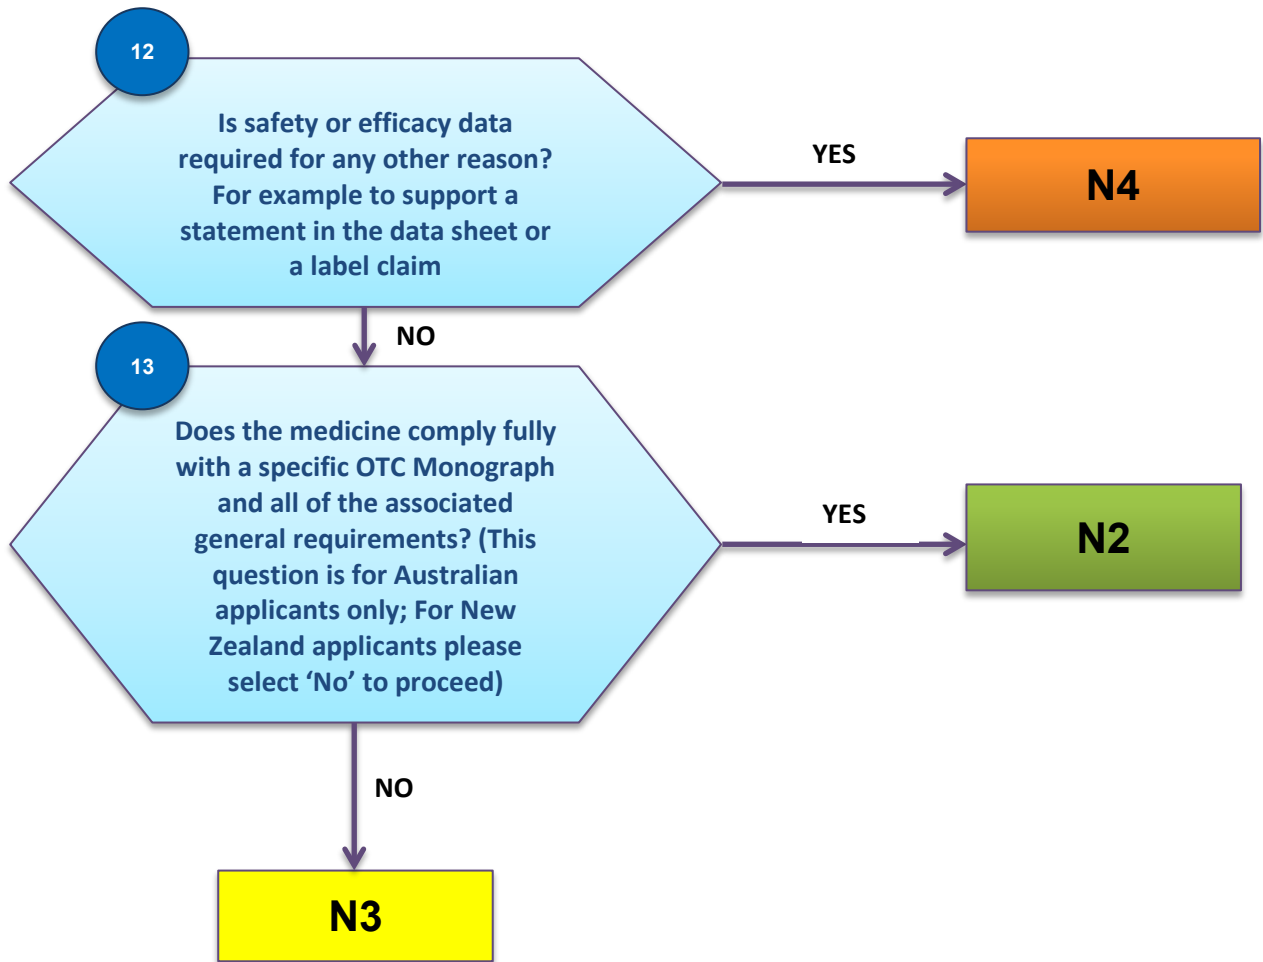 12
Is safety or efficacy data
required for any other reason?
For example to support a
statement in the data sheet or
a label claim
YES
N4
NO
13
Does the medicine comply fully
with a specific OTC Monograph
and all of the associated
general requirements? (This
question is for Australian
applicants only; For New
Zealand applicants please
select ‘No’ to proceed)
YES
N2
NO
N3